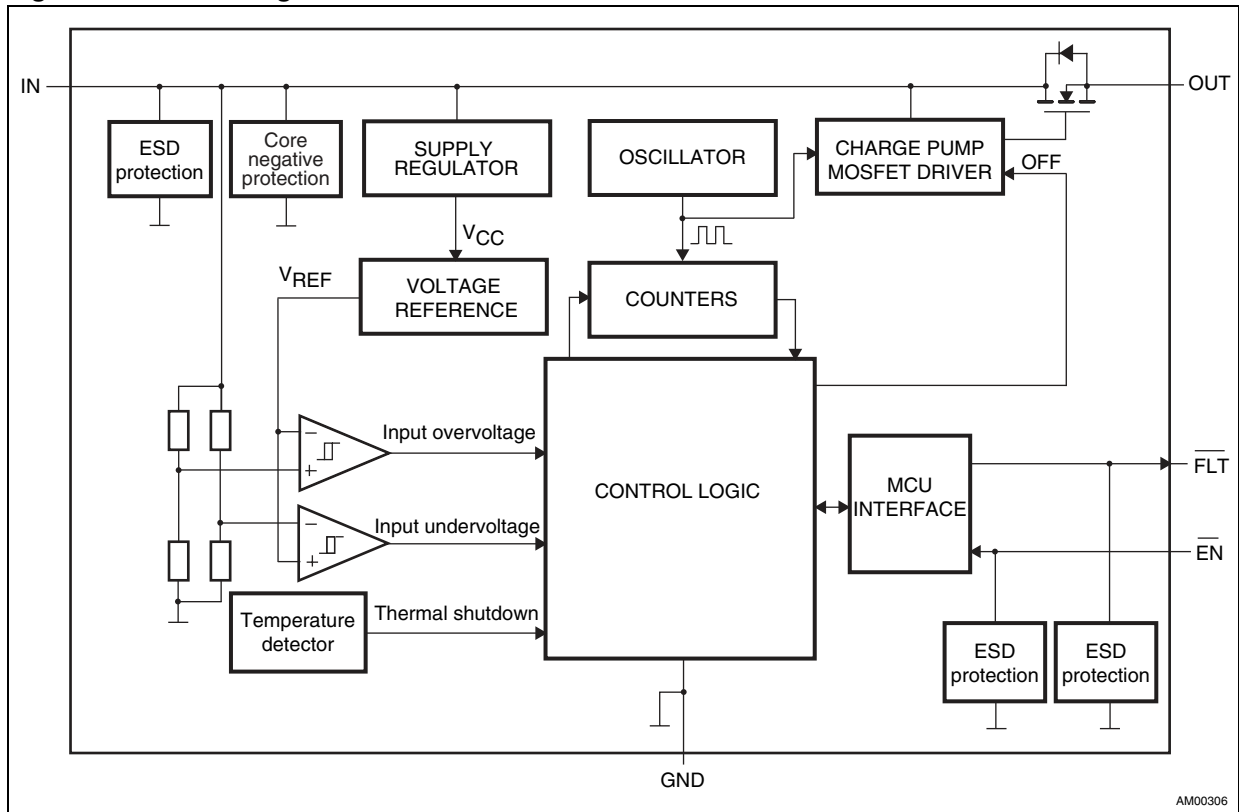 IN
OUT
ESD
protection
Core
negative
protection
SUPPLY
REGULATOR
OSCILLATOR
CHARGE PUMP
MOSFET DRIVER
OFF
VCC
VREF
VOLTAGE
REFERENCE
COUNTERS
Input overvoltage
Input undervoltage
CONTROL LOGIC
MCU
INTERFACE
FLT
EN
Temperature
detector
Thermal shutdown
ESD
protection
ESD
protection
GND
AM00306